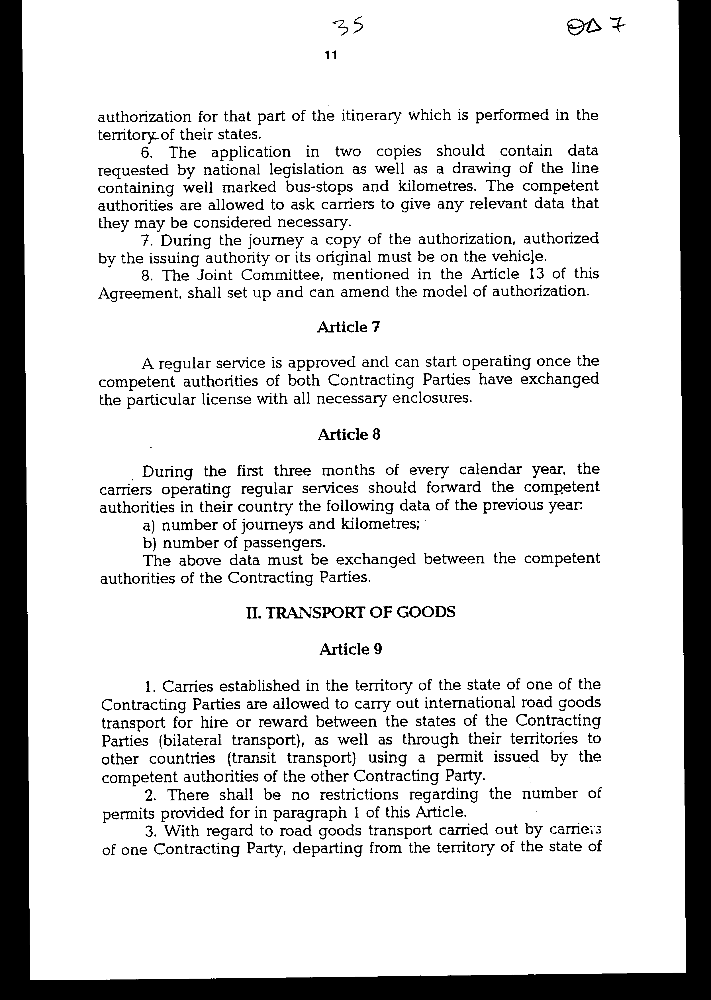 35
ΘΔ 7
11
authorization for that part of the itinerary which is performed in the
territory of their states.
6. The application in two copies should contain data
requested by national legislation as well as a drawing of the line
containing well marked bus-stops and kilometres. The competent
authorities are allowed to ask carriers to give any relevant data that
they may be considered necessary.
7. During the journey a copy of the authorization, authorized
by the issuing authority or its original must be on the vehicle.
8. The Joint Committee, mentioned in the Article 13 of this
Agreement, shall set up and can amend the model of authorization.
Article 7
A regular service is approved and can start operating once the
competent authorities of both Contracting Parties have exchanged
the particular license with all necessary enclosures.
Article 8
During the first three months of every calendar year, the
carriers operating regular services should forward the competent
authorities in their country the following data of the previous year:
a) number of journeys and kilometres;
b) number of passengers.
The above data must be exchanged between the competent
authorities of the Contracting Parties.
II. TRANSPORT OF GOODS
Article 9
1. Carries established in the territory of the state of one of the
Contracting Parties are allowed to carry out international road goods
transport for hire or reward between the states of the Contracting
Parties (bilateral transport), as well as through their territories to
other countries (transit transport) using a permit issued by the
competent authorities of the other Contracting Party.
2. There shall be no restrictions regarding the number of
permits provided for in paragraph 1 of this Article.
3. With regard to road goods transport carried out by carriers
of one Contracting Party, departing from the territory of the state of